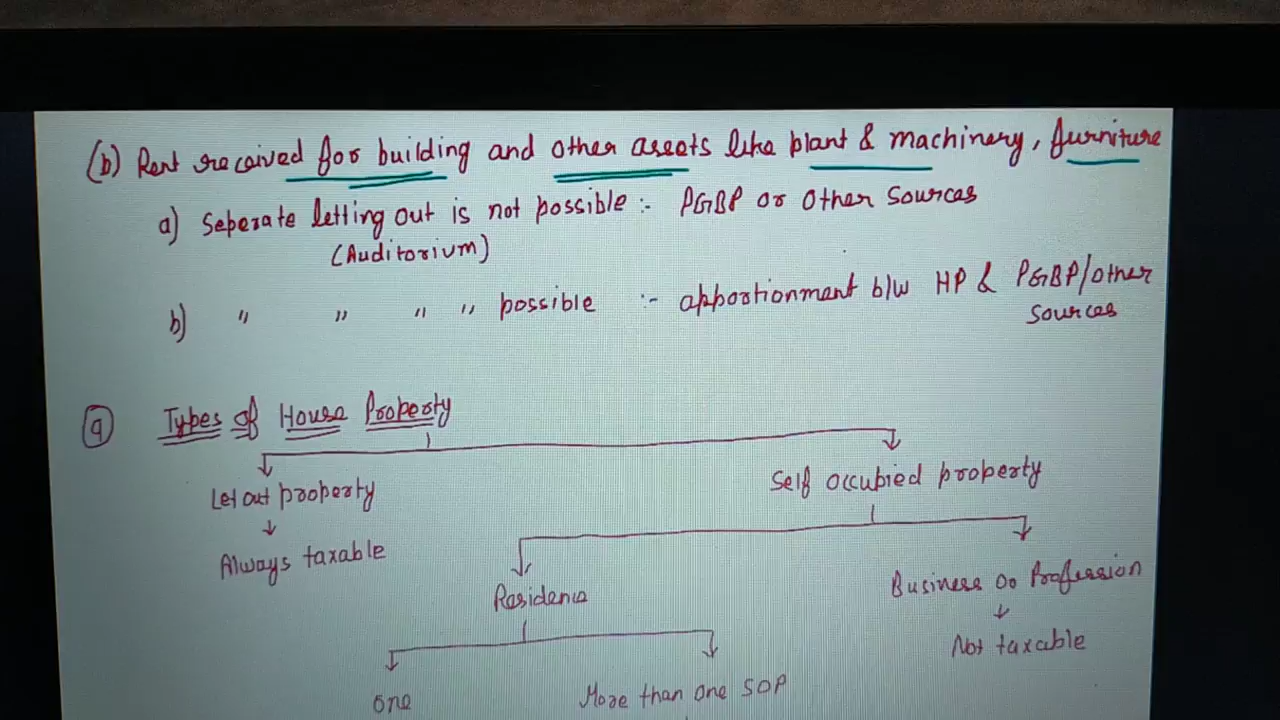 (b) Rent received for building and other assets like plant & machinery, furniture
a) Seperate letting out is not possible :- PGBP or Other Sources
(Auditorium)
b) " " " " possible :- apportionment b/w HP & PGBP/other
Sources
9 Types of House Property
Let out property
Self occupied property
Always taxable
Residence
Business or Profession
Not taxable
One
More than one SOP